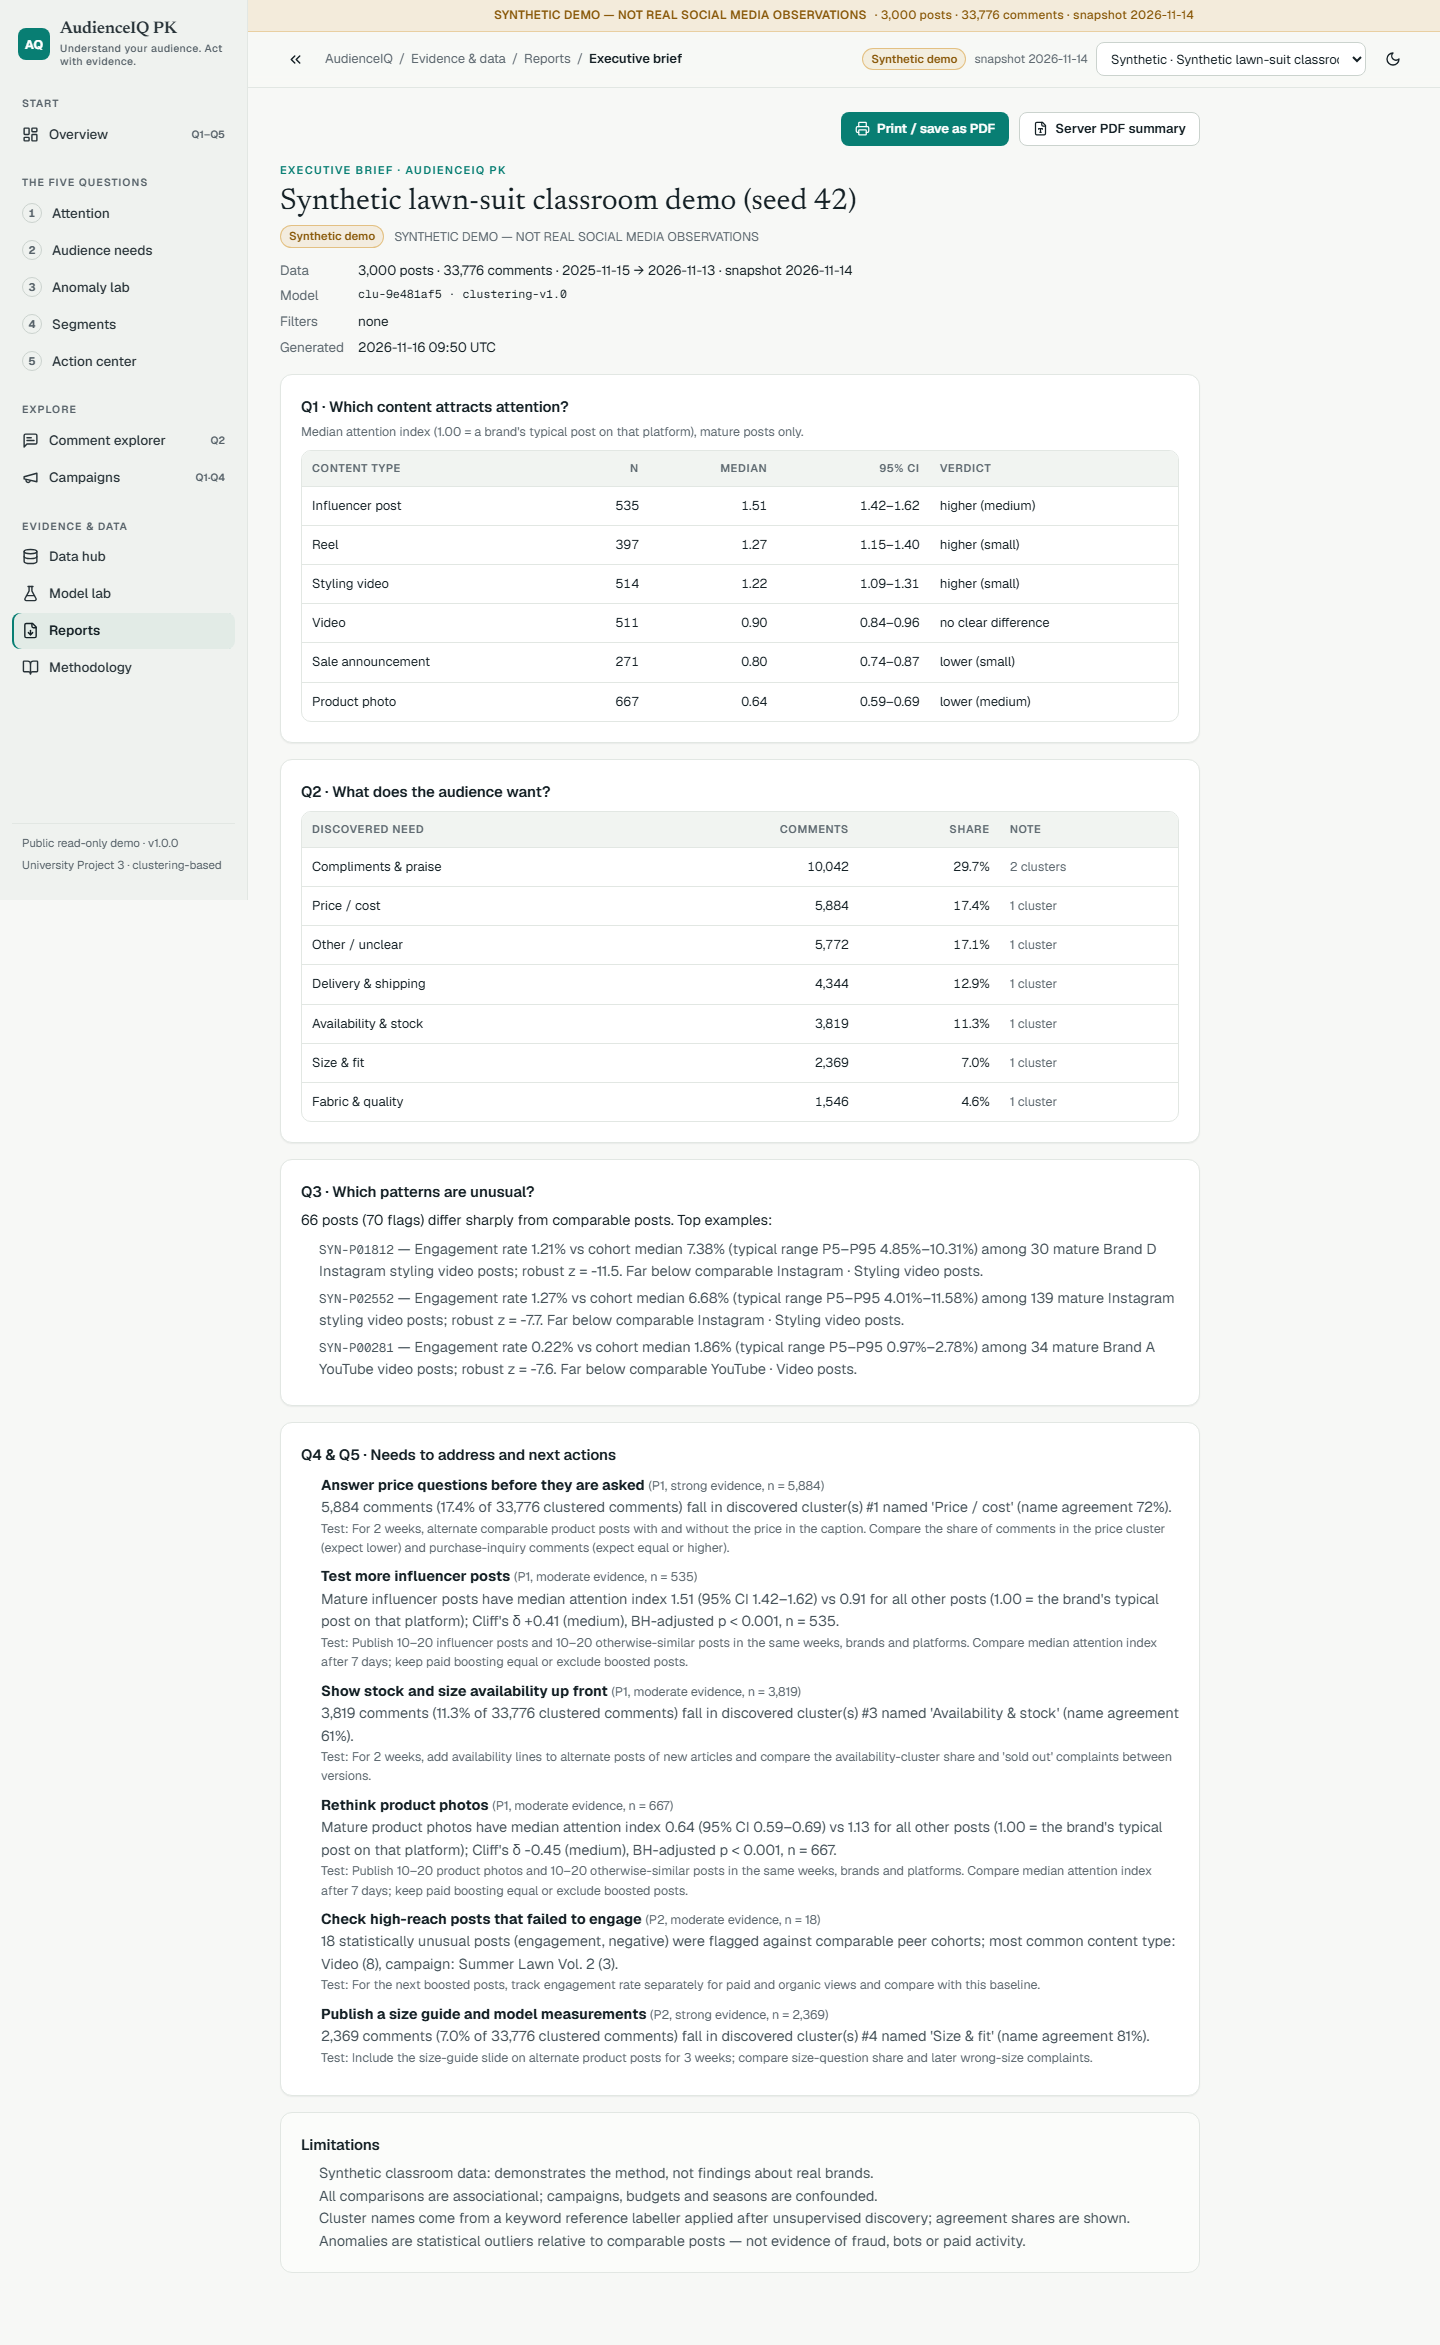 SYNTHETIC DEMO — NOT REAL SOCIAL MEDIA OBSERVATIONS · 3,000 posts · 33,776 comments · snapshot 2026-11-14
AQ
AudienceIQ PK
Understand your audience. Act
with evidence.
START
Overview Q1–Q5
THE FIVE QUESTIONS
1 Attention
2 Audience needs
3 Anomaly lab
4 Segments
5 Action center
EXPLORE
Comment explorer Q2
Campaigns Q1·Q4
EVIDENCE & DATA
Data hub
Model lab
Reports
Methodology
Public read-only demo · v1.0.0
University Project 3 · clustering-based
« AudienceIQ / Evidence & data / Reports / Executive brief
Synthetic demo snapshot 2026-11-14
Synthetic · Synthetic lawn-suit classroo
Print / save as PDF
Server PDF summary
EXECUTIVE BRIEF · AUDIENCEIQ PK
Synthetic lawn-suit classroom demo (seed 42)
Synthetic demo SYNTHETIC DEMO — NOT REAL SOCIAL MEDIA OBSERVATIONS
Data 3,000 posts · 33,776 comments · 2025-11-15 → 2026-11-13 · snapshot 2026-11-14
Model clu-9e481af5 · clustering-v1.0
Filters none
Generated 2026-11-16 09:50 UTC
Q1 · Which content attracts attention?
Median attention index (1.00 = a brand's typical post on that platform), mature posts only.
CONTENT TYPE N MEDIAN 95% CI VERDICT
Influencer post 535 1.51 1.42–1.62 higher (medium)
Reel 397 1.27 1.15–1.40 higher (small)
Styling video 514 1.22 1.09–1.31 higher (small)
Video 511 0.90 0.84–0.96 no clear difference
Sale announcement 271 0.80 0.74–0.87 lower (small)
Product photo 667 0.64 0.59–0.69 lower (medium)
Q2 · What does the audience want?
DISCOVERED NEED COMMENTS SHARE NOTE
Compliments & praise 10,042 29.7% 2 clusters
Price / cost 5,884 17.4% 1 cluster
Other / unclear 5,772 17.1% 1 cluster
Delivery & shipping 4,344 12.9% 1 cluster
Availability & stock 3,819 11.3% 1 cluster
Size & fit 2,369 7.0% 1 cluster
Fabric & quality 1,546 4.6% 1 cluster
Q3 · Which patterns are unusual?
66 posts (70 flags) differ sharply from comparable posts. Top examples:
SYN-P01812 — Engagement rate 1.21% vs cohort median 7.38% (typical range P5–P95 4.85%–10.31%) among 30 mature Brand D
Instagram styling video posts; robust z = -11.5. Far below comparable Instagram · Styling video posts.
SYN-P02552 — Engagement rate 1.27% vs cohort median 6.68% (typical range P5–P95 4.01%–11.58%) among 139 mature Instagram
styling video posts; robust z = -7.7. Far below comparable Instagram · Styling video posts.
SYN-P00281 — Engagement rate 0.22% vs cohort median 1.86% (typical range P5–P95 0.97%–2.78%) among 34 mature Brand A
YouTube video posts; robust z = -7.6. Far below comparable YouTube · Video posts.
Q4 & Q5 · Needs to address and next actions
Answer price questions before they are asked (P1, strong evidence, n = 5,884)
5,884 comments (17.4% of 33,776 clustered comments) fall in discovered cluster(s) #1 named 'Price / cost' (name agreement 72%).
Test: For 2 weeks, alternate comparable product posts with and without the price in the caption. Compare the share of comments in the price cluster
(expect lower) and purchase-inquiry comments (expect equal or higher).
Test more influencer posts (P1, moderate evidence, n = 535)
Mature influencer posts have median attention index 1.51 (95% CI 1.42–1.62) vs 0.91 for all other posts (1.00 = the brand's typical
post on that platform); Cliff's δ +0.41 (medium), BH-adjusted p < 0.001, n = 535.
Test: Publish 10–20 influencer posts and 10–20 otherwise-similar posts in the same weeks, brands and platforms. Compare median attention index
after 7 days; keep paid boosting equal or exclude boosted posts.
Show stock and size availability up front (P1, moderate evidence, n = 3,819)
3,819 comments (11.3% of 33,776 clustered comments) fall in discovered cluster(s) #3 named 'Availability & stock' (name agreement
61%).
Test: For 2 weeks, add availability lines to alternate posts of new articles and compare the availability-cluster share and 'sold out' complaints between
versions.
Rethink product photos (P1, moderate evidence, n = 667)
Mature product photos have median attention index 0.64 (95% CI 0.59–0.69) vs 1.13 for all other posts (1.00 = the brand's typical
post on that platform); Cliff's δ -0.45 (medium), BH-adjusted p < 0.001, n = 667.
Test: Publish 10–20 product photos and 10–20 otherwise-similar posts in the same weeks, brands and platforms. Compare median attention index
after 7 days; keep paid boosting equal or exclude boosted posts.
Check high-reach posts that failed to engage (P2, moderate evidence, n = 18)
18 statistically unusual posts (engagement, negative) were flagged against comparable peer cohorts; most common content type:
Video (8), campaign: Summer Lawn Vol. 2 (3).
Test: For the next boosted posts, track engagement rate separately for paid and organic views and compare with this baseline.
Publish a size guide and model measurements (P2, strong evidence, n = 2,369)
2,369 comments (7.0% of 33,776 clustered comments) fall in discovered cluster(s) #4 named 'Size & fit' (name agreement 81%).
Test: Include the size-guide slide on alternate product posts for 3 weeks; compare size-question share and later wrong-size complaints.
Limitations
Synthetic classroom data: demonstrates the method, not findings about real brands.
All comparisons are associational; campaigns, budgets and seasons are confounded.
Cluster names come from a keyword reference labeller applied after unsupervised discovery; agreement shares are shown.
Anomalies are statistical outliers relative to comparable posts — not evidence of fraud, bots or paid activity.